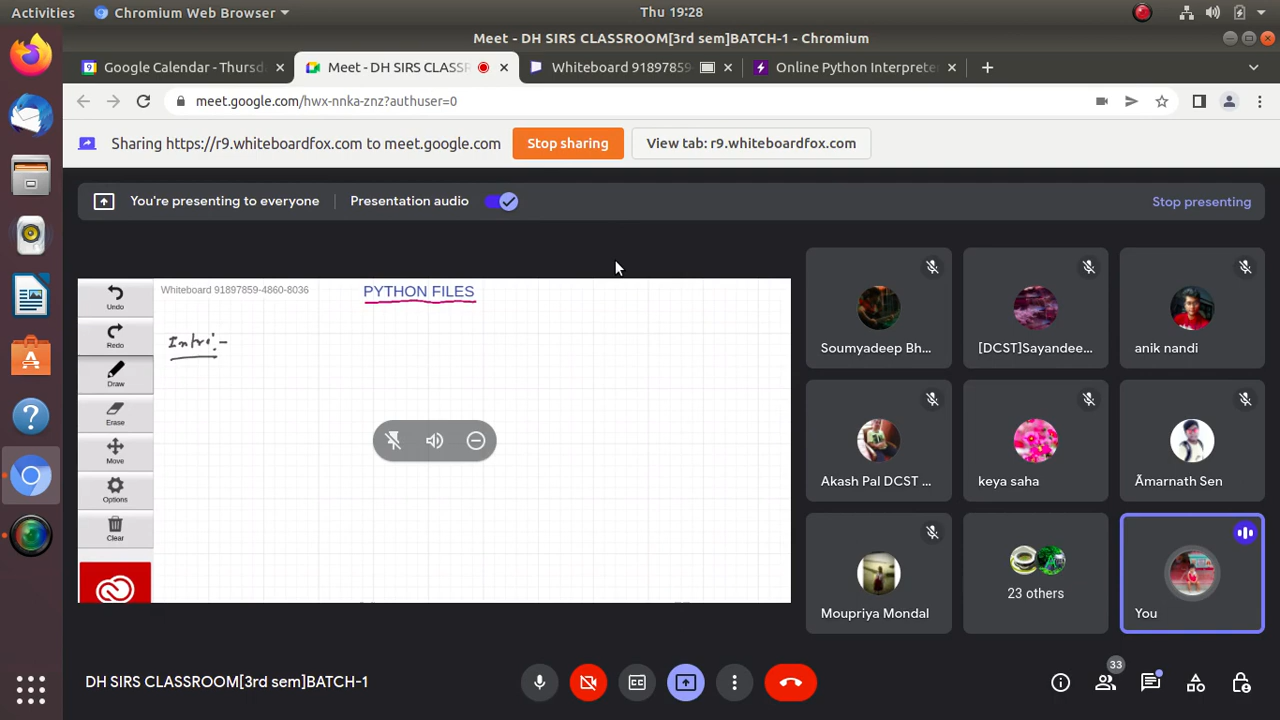 Activities Chromium Web Browser Thu 19:28
Meet - DH SIRS CLASSROOM[3rd sem]BATCH-1 - Chromium
Google Calendar - Thursd Meet - DH SIRS CLASSR Whiteboard 91897859- Online Python Interprete
meet.google.com/hwx-nnka-znz?authuser=0
Sharing https://r9.whiteboardfox.com to meet.google.com Stop sharing View tab: r9.whiteboardfox.com
You're presenting to everyone Presentation audio Stop presenting
Undo
Redo
Draw
Erase
Move
Options
Clear
Whiteboard 91897859-4860-8036 PYTHON FILES
Intr:-
Soumyadeep Bh... [DCST]Sayandee... anik nandi
Akash Pal DCST ... keya saha Ãmarnath Sen
Moupriya Mondal 23 others You
DH SIRS CLASSROOM[3rd sem]BATCH-1
33